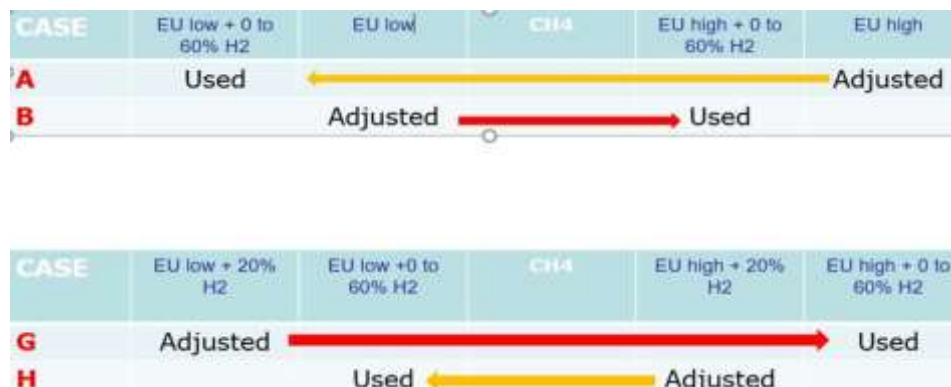 CASE EU low + 0 to 60% H2 EU low CH4 EU high + 0 to 60% H2 EU high
A Used Adjusted
B Adjusted Used
CASE EU low + 20% H2 EU low +0 to 60% H2 CH4 EU high + 20% H2 EU high + 0 to 60% H2
G Adjusted Used
H Used Adjusted